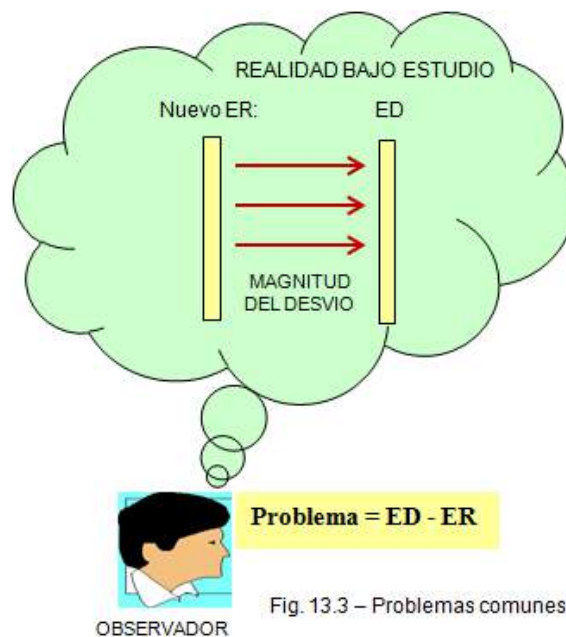 REALIDAD BAJO ESTUDIO
Nuevo ER:
ED
MAGNITUD
DEL DESVIO
Problema = ED - ER
Fig. 13.3 – Problemas comunes
OBSERVADOR